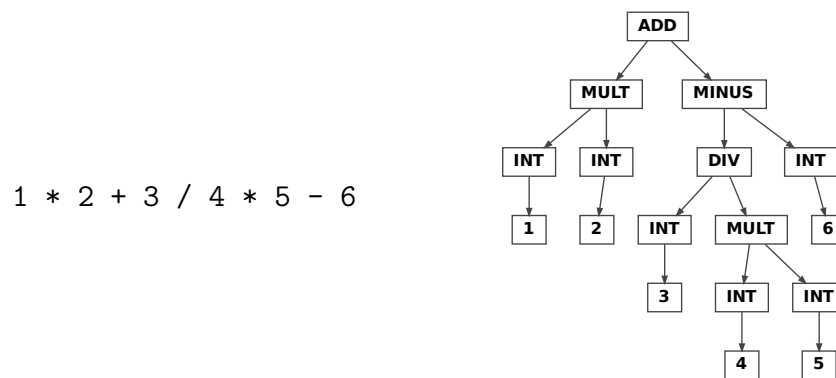 1 * 2 + 3 / 4 * 5 - 6
ADD
MULT MINUS
INT INT DIV INT
1 2 INT MULT 6
3 INT INT
4 5